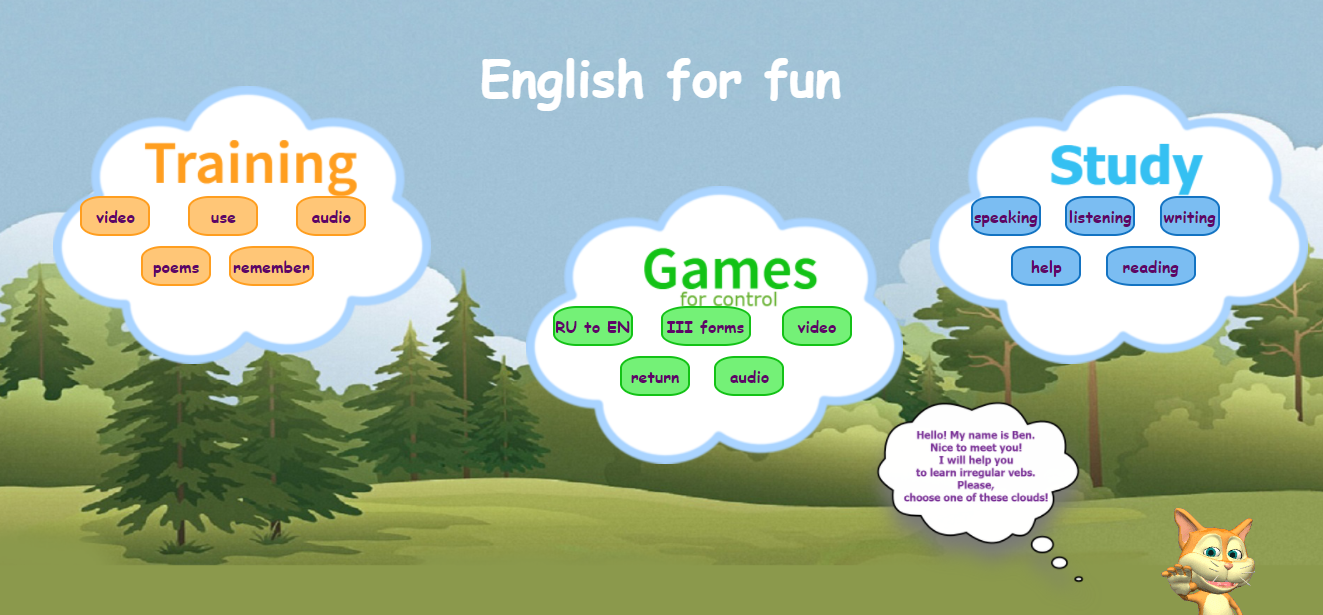 English for fun
Training
video use audio
poems remember
Games
for control
RU to EN III forms video
return audio
Study
speaking listening writing
help reading
Hello! My name is Ben.
Nice to meet you!
I will help you
to learn irregular vebs.
Please,
choose one of these clouds!